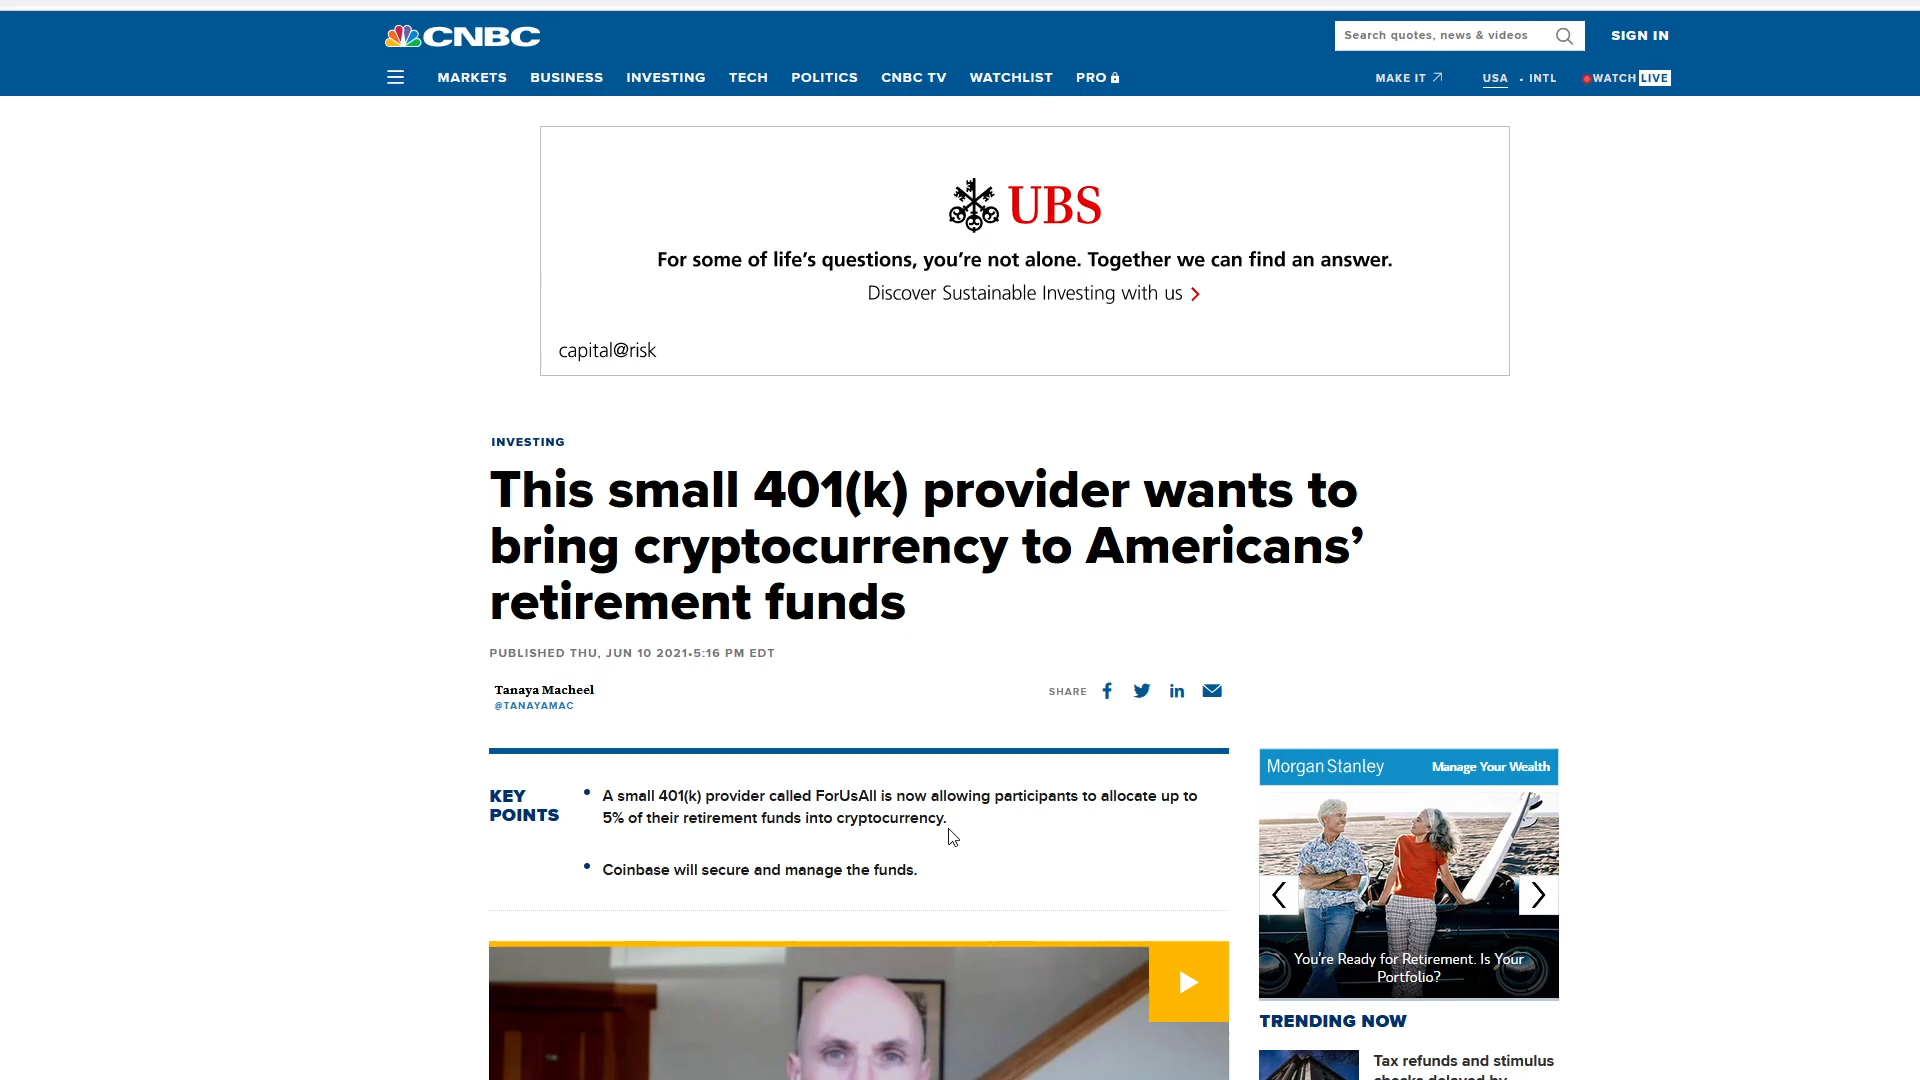 CNBC
Search quotes, news & videos
SIGN IN
MARKETS BUSINESS INVESTING TECH POLITICS CNBC TV WATCHLIST PRO
MAKE IT USA • INTL WATCH LIVE
UBS
For some of life's questions, you're not alone. Together we can find an answer.
Discover Sustainable Investing with us
capital@risk
INVESTING
This small 401(k) provider wants to
bring cryptocurrency to Americans’
retirement funds
PUBLISHED THU, JUN 10 2021•5:16 PM EDT
Tanaya Macheel
@TANAYAMAC
SHARE
KEY
POINTS
• A small 401(k) provider called ForUsAll is now allowing participants to allocate up to
5% of their retirement funds into cryptocurrency.
• Coinbase will secure and manage the funds.
Morgan Stanley Manage Your Wealth
You're Ready for Retirement. Is Your
Portfolio?
TRENDING NOW
Tax refunds and stimulus
checks delayed by